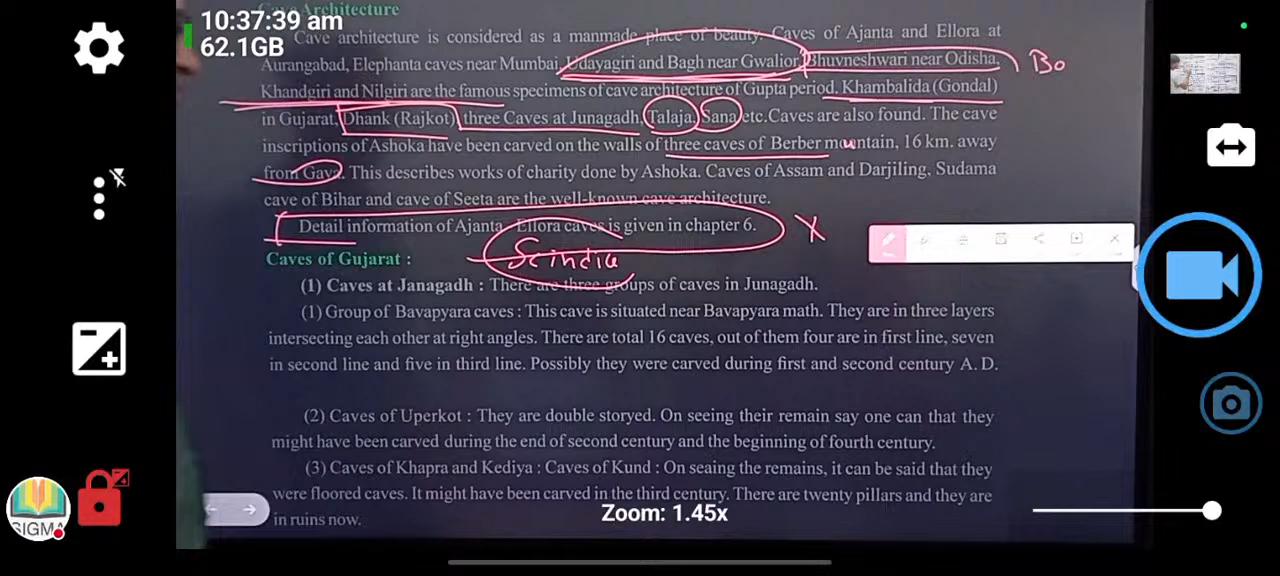 10:37:39 am
62.1GB
Cave Architecture
Cave architecture is considered as a manmade place of beauty. Caves of Ajanta and Ellora at
Aurangabad, Elephanta caves near Mumbai, Udayagiri and Bagh near Gwalior, Bhuvneshwari near Odisha, Bo
Khandgiri and Nilgiri are the famous specimens of cave architecture of Gupta period. Khambalida (Gondal)
in Gujarat, Dhank (Rajkot), three Caves at Junagadh, Talaja, Sana etc.Caves are also found. The cave
inscriptions of Ashoka have been carved on the walls of three caves of Berber mountain, 16 km. away
from Gaya. This describes works of charity done by Ashoka. Caves of Assam and Darjiling, Sudama
cave of Bihar and cave of Seeta are the well-known cave architecture.
Detail information of Ajanta, Ellora caves is given in chapter 6. X
Scindia
Caves of Gujarat :
(1) Caves at Janagadh : There are three groups of caves in Junagadh.
(1) Group of Bavapyara caves : This cave is situated near Bavapyara math. They are in three layers
intersecting each other at right angles. There are total 16 caves, out of them four are in first line, seven
in second line and five in third line. Possibly they were carved during first and second century A.D.
(2) Caves of Uperkot : They are double storyed. On seeing their remain say one can that they
might have been carved during the end of second century and the beginning of fourth century.
(3) Caves of Khapra and Kediya : Caves of Kund : On seaing the remains, it can be said that they
were floored caves. It might have been carved in the third century. There are twenty pillars and they are
in ruins now.
Zoom: 1.45x
SIGMA